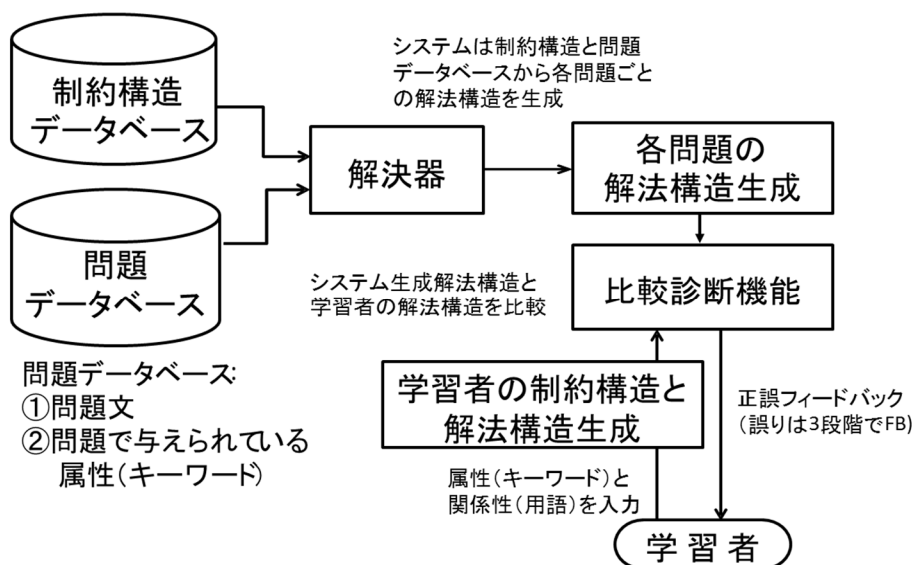 制約構造
データベース
システムは制約構造と問題
データベースから各問題ごと
の解法構造を生成
解決器
各問題の
解法構造生成
問題
データベース
システム生成解法構造と
学習者の解法構造を比較
比較診断機能
問題データベース:
①問題文
②問題で与えられている
属性(キーワード)
学習者の制約構造と
解法構造生成
正誤フィードバック
(誤りは3段階でFB)
属性(キーワード)と
関係性(用語)を入力
学習者